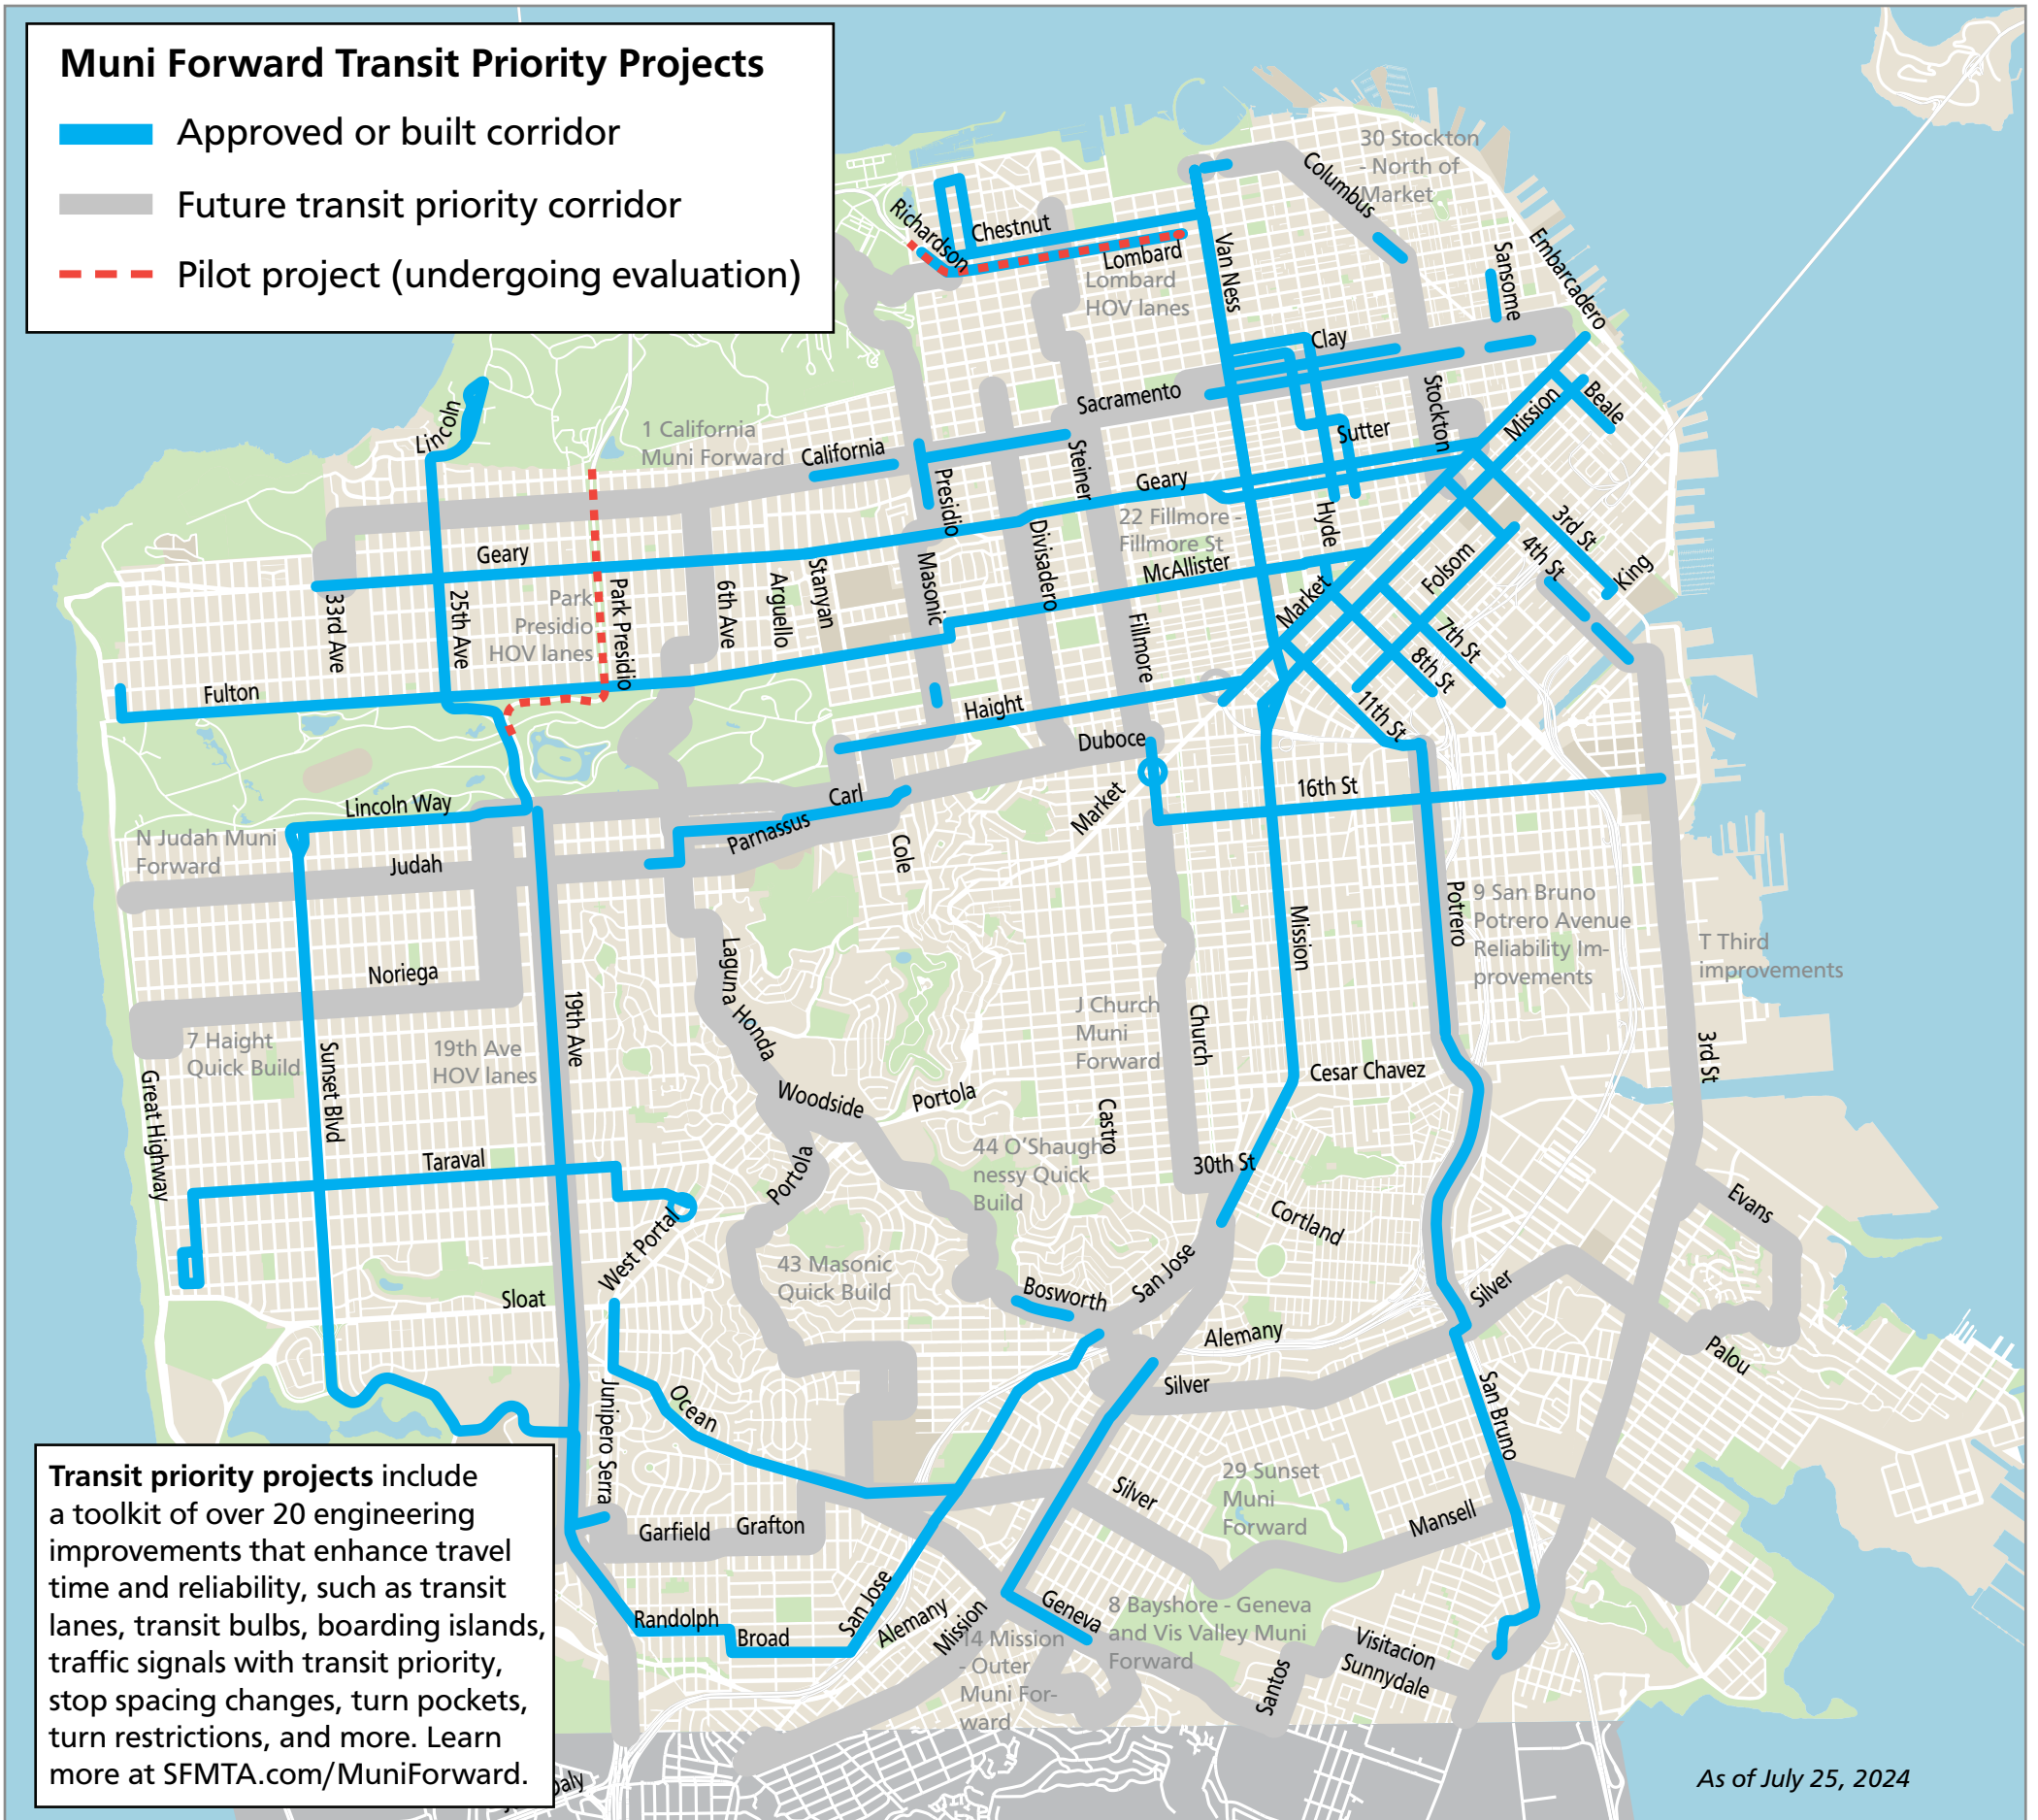 Muni Forward Transit Priority Projects
Approved or built corridor
Future transit priority corridor
Pilot project (undergoing evaluation)
30 Stockton
- North of
Market
Columbus
Richardson
Chestnut
Lombard
Lombard
HOV lanes
Van Ness
Sansome
Embarcadero
Clay
Sacramento
Stockton
Beale
Mission
Sutter
Lincoln
1 California
Muni Forward
California
Presidio
Steiner
Geary
22 Fillmore -
Fillmore St
McAllister
Hyde
3rd St
4th St
King
Folsom
Market
7th St
8th St
11th St
Geary
33rd Ave
25th Ave
Park
Presidio
HOV lanes
Park Presidio
6th Ave
Arguello
Stanyan
Masonic
Divisadero
Fillmore
Fulton
Haight
Duboce
Market
16th St
Lincoln Way
Carl
Parnassus
Cole
N Judah Muni
Forward
Judah
Noriega
Laguna Honda
Mission
Potrero
9 San Bruno
Potrero Avenue
Reliability Im-
provements
T Third
improvements
7 Haight
Quick Build
19th Ave
HOV lanes
19th Ave
Sunset Blvd
Great Highway
J Church
Muni
Forward
Church
Cesar Chavez
3rd St
Woodside
Portola
Castro
44 O'Shaugh
nessy Quick
Build
30th St
Taraval
Portola
Cortland
Evans
West Portal
43 Masonic
Quick Build
Sloat
Bosworth
San Jose
Silver
Alemany
Silver
Palou
Junipero Serra
Ocean
San Bruno
Silver
29 Sunset
Muni
Forward
Mansell
Garfield
Grafton
Randolph
Broad
San Jose
Alemany
Mission
Geneva
8 Bayshore - Geneva
and Vis Valley Muni
Forward
14 Mission
- Outer
Muni For-
ward
Santos
Visitacion
Sunnydale
Transit priority projects include
a toolkit of over 20 engineering
improvements that enhance travel
time and reliability, such as transit
lanes, transit bulbs, boarding islands,
traffic signals with transit priority,
stop spacing changes, turn pockets,
turn restrictions, and more. Learn
more at SFMTA.com/MuniForward.
As of July 25, 2024